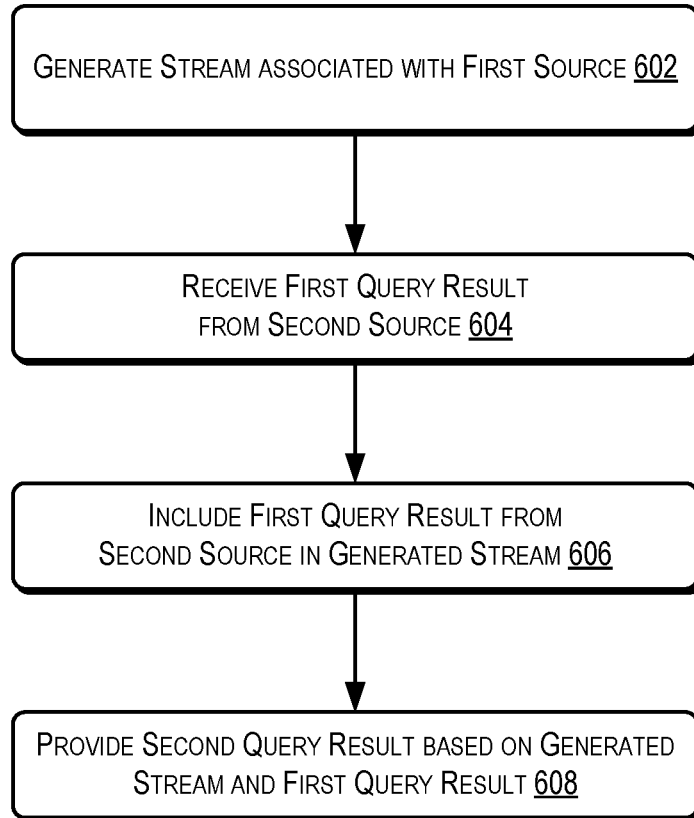 GENERATE STREAM ASSOCIATED WITH FIRST SOURCE 602
RECEIVE FIRST QUERY RESULT
FROM SECOND SOURCE 604
INCLUDE FIRST QUERY RESULT FROM
SECOND SOURCE IN GENERATED STREAM 606
PROVIDE SECOND QUERY RESULT BASED ON GENERATED
STREAM AND FIRST QUERY RESULT 608